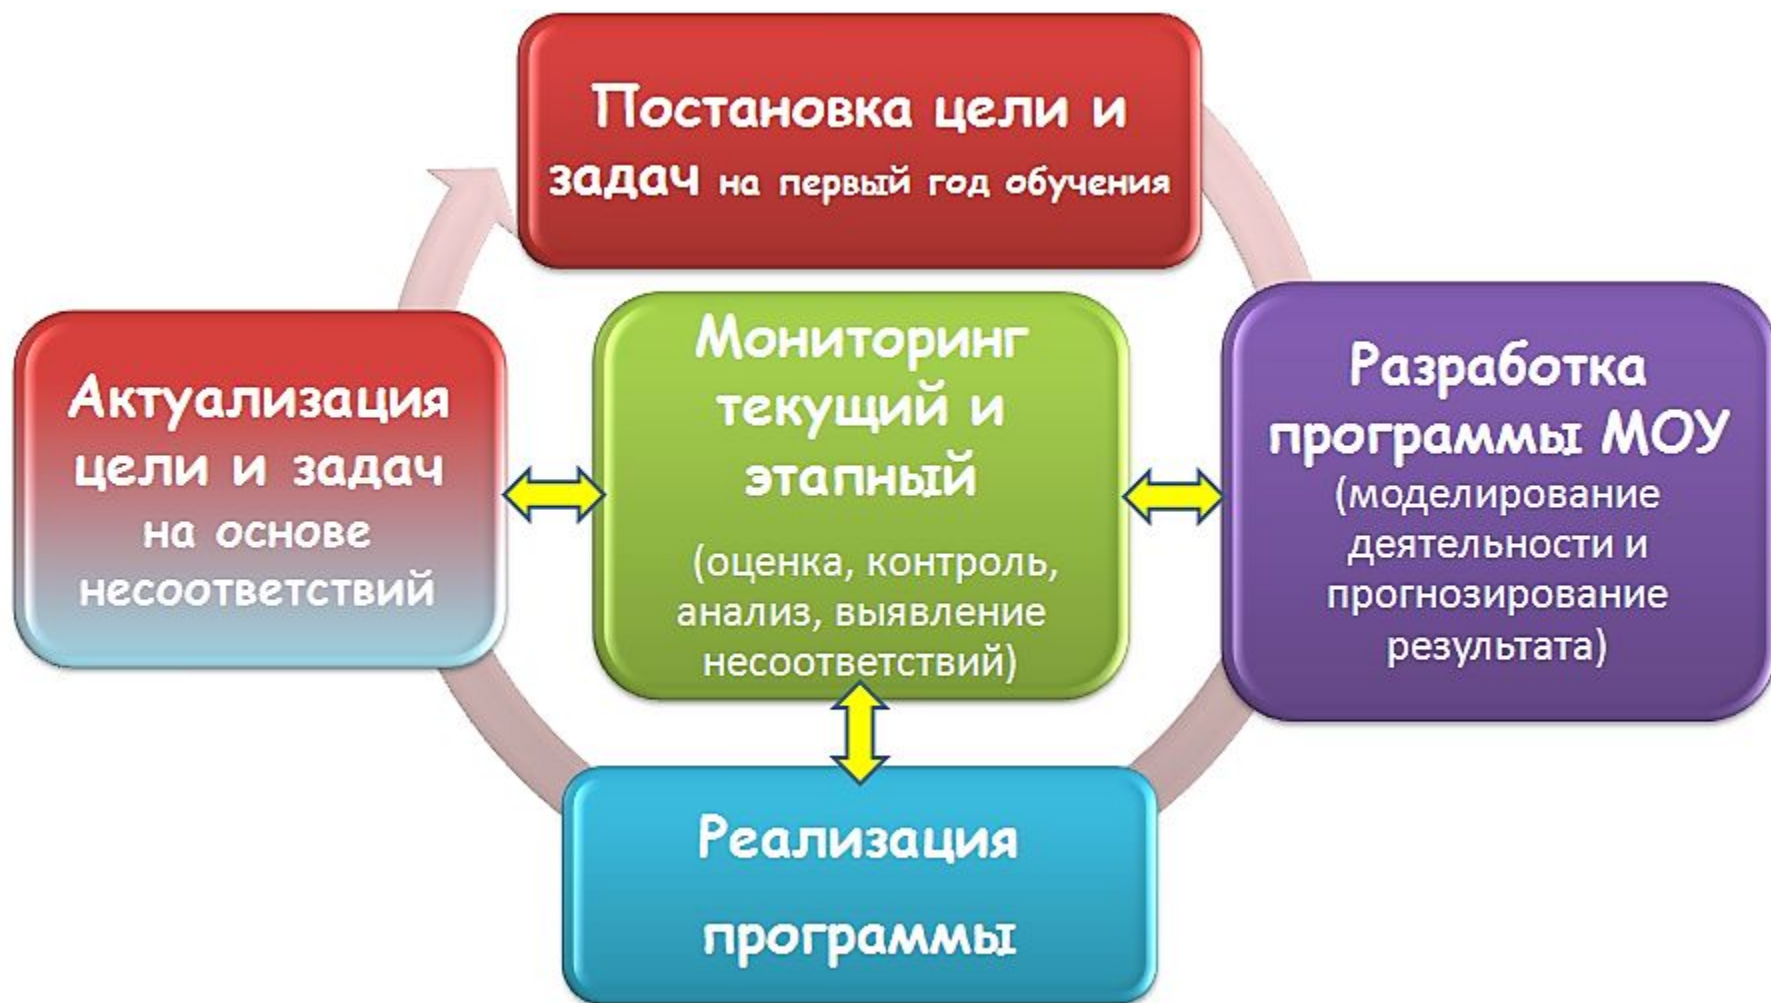 Постановка цели и
задач на первый год обучения
Мониторинг
текущий и
этапный
(оценка, контроль,
анализ, выявление
несоответствий)
Разработка
программы МОУ
(моделирование
деятельности и
прогнозирование
результата)
Актуализация
цели и задач
на основе
несоответствий
Реализация
программы